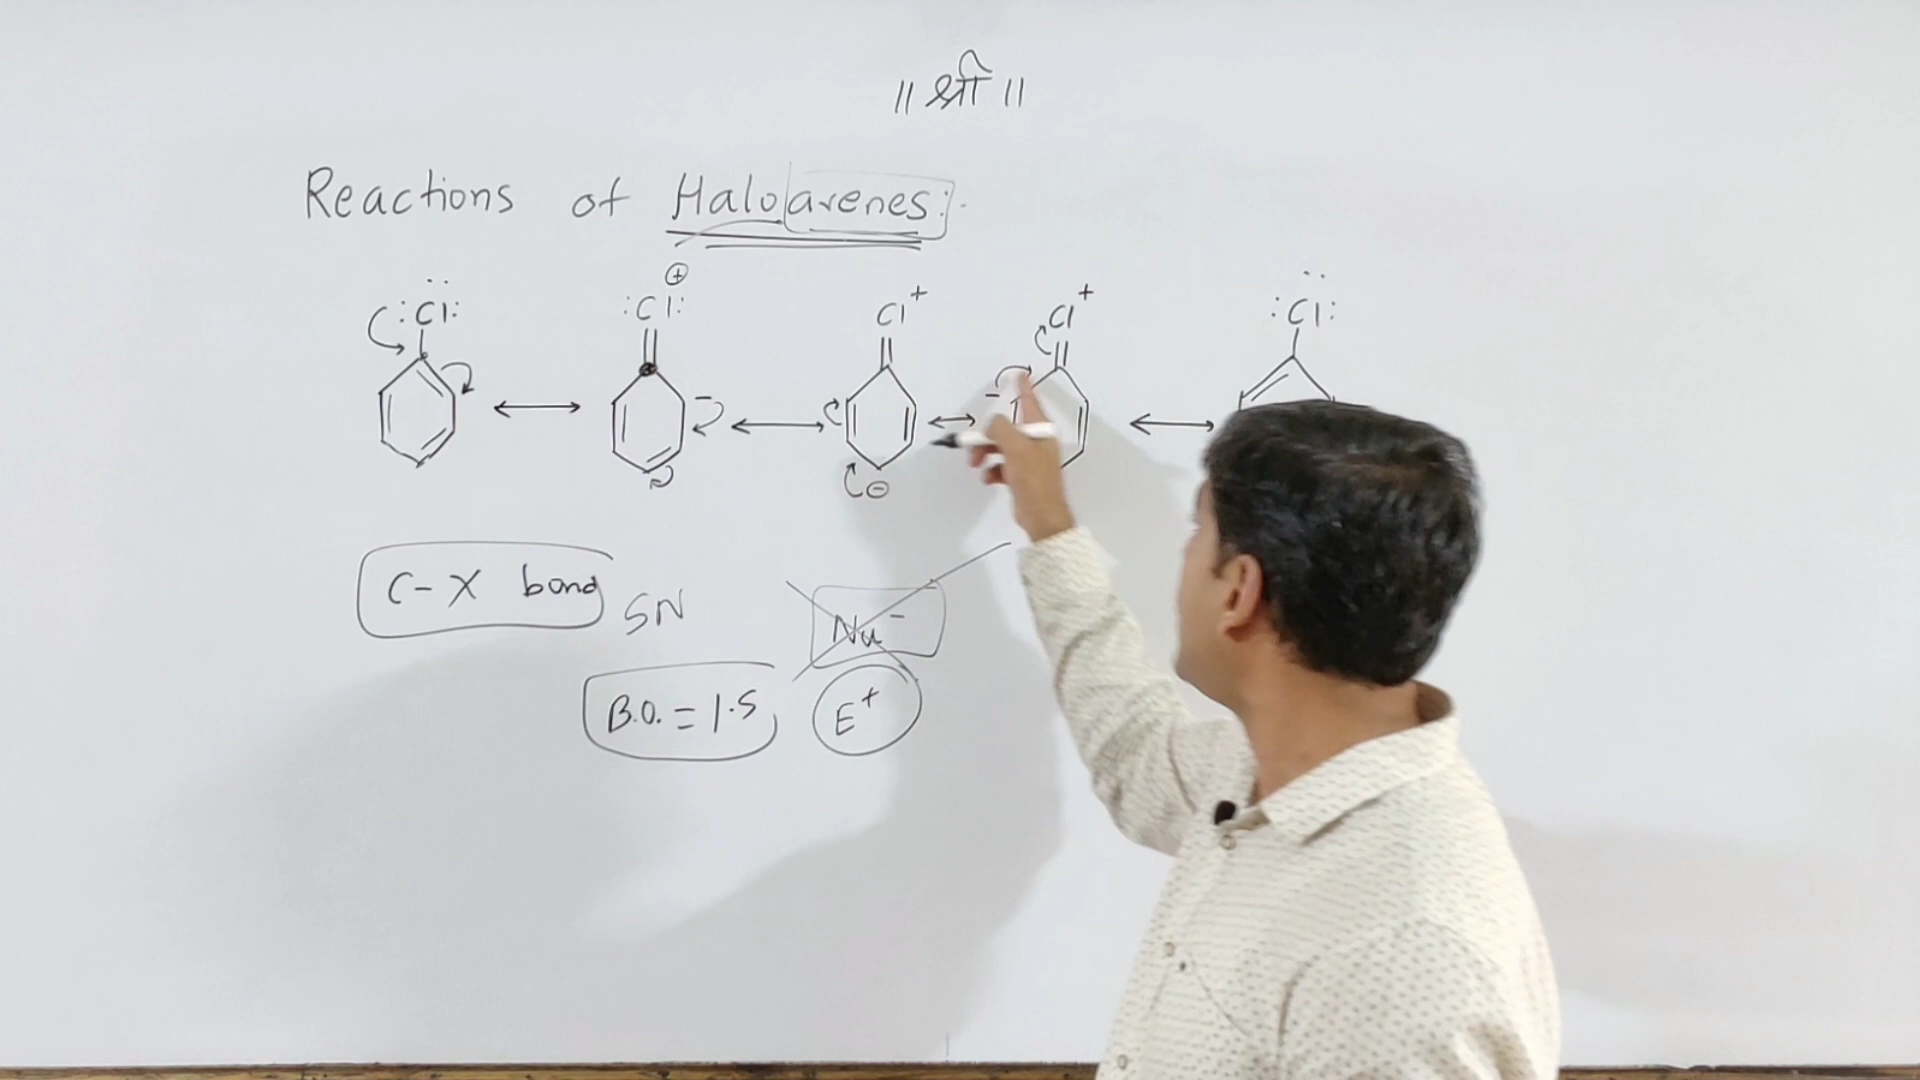 ॥ श्री ॥
Reactions of Haloarenes:
:Cl: ⊕ :Cl: Cl+ Cl+ :Cl:
- ⊖ -
C-X bond SN Nu-
B.O. = 1.5 E+